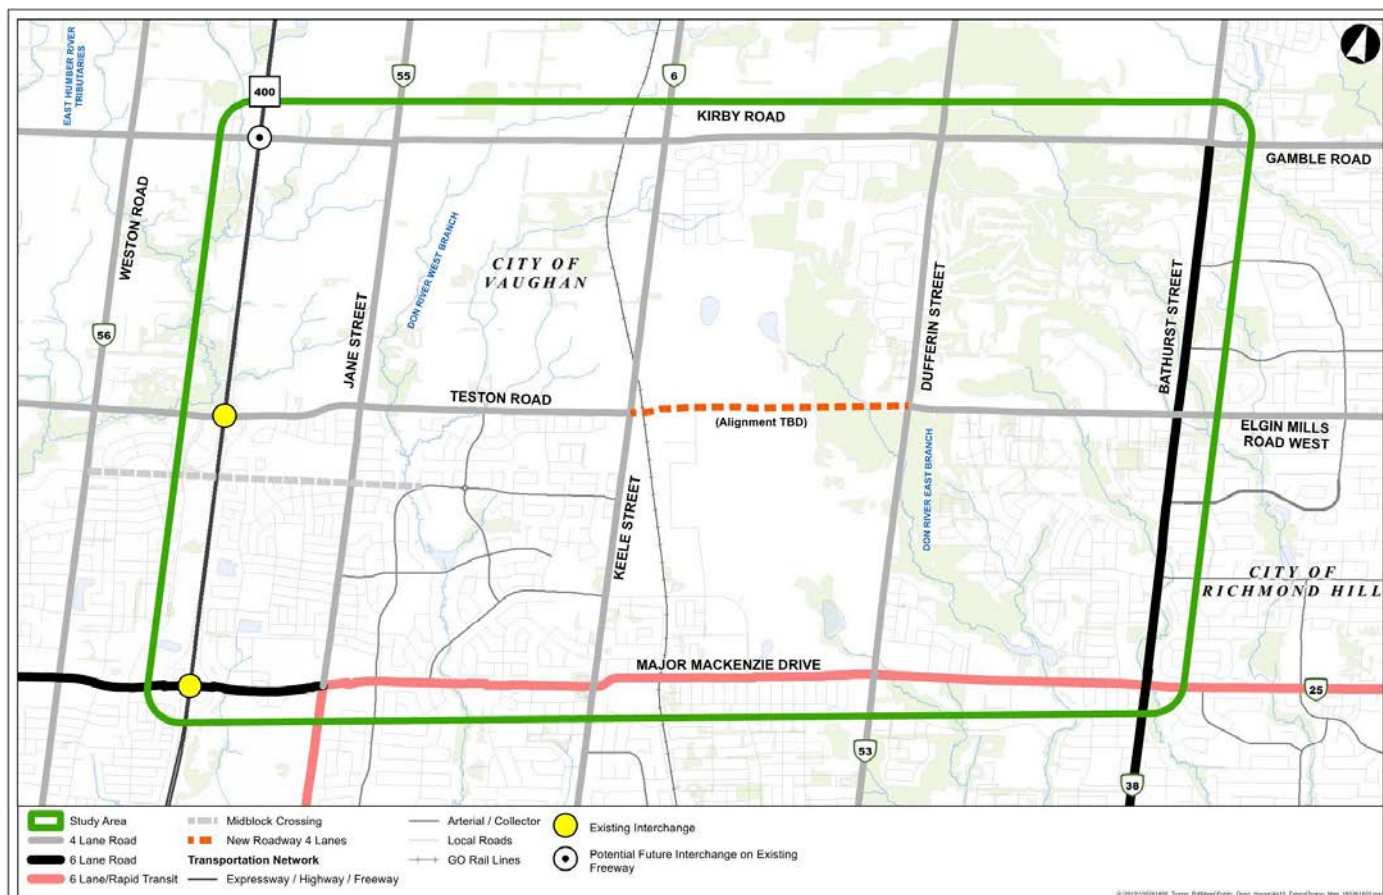 EAST HUMBER RIVER
TRIBUTARIES
400
55
6
KIRBY ROAD
GAMBLE ROAD
WESTON ROAD
DON RIVER WEST BRANCH
CITY OF
VAUGHAN
JANE STREET
DUFFERIN STREET
BATHURST STREET
56
TESTON ROAD
(Alignment TBD)
ELGIN MILLS
ROAD WEST
KEELE STREET
DON RIVER EAST BRANCH
CITY OF
RICHMOND HILL
MAJOR MACKENZIE DRIVE
25
53
38
Study Area
4 Lane Road
6 Lane Road
6 Lane/Rapid Transit
Midblock Crossing
New Roadway 4 Lanes
Transportation Network
Expressway / Highway / Freeway
Arterial / Collector
Local Roads
GO Rail Lines
Existing Interchange
Potential Future Interchange on Existing
Freeway